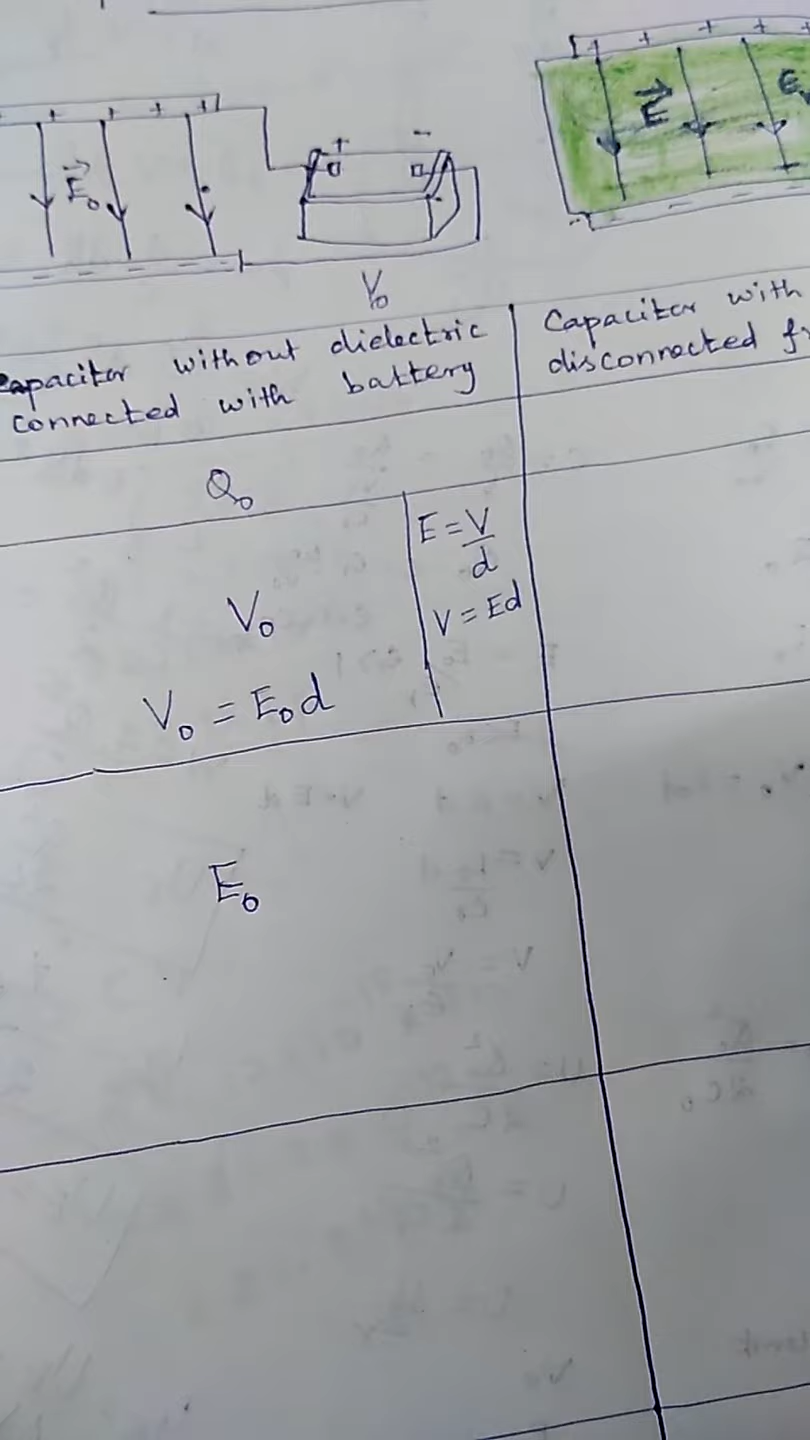 + + + +
E₀
+ -
- - - -
V₀
+ + + +
E
Capacitor without dielectric
connected with battery
Capacitor with
disconnected
Q₀
E = V/d
V = Ed
V₀
V₀ = E₀d
E₀